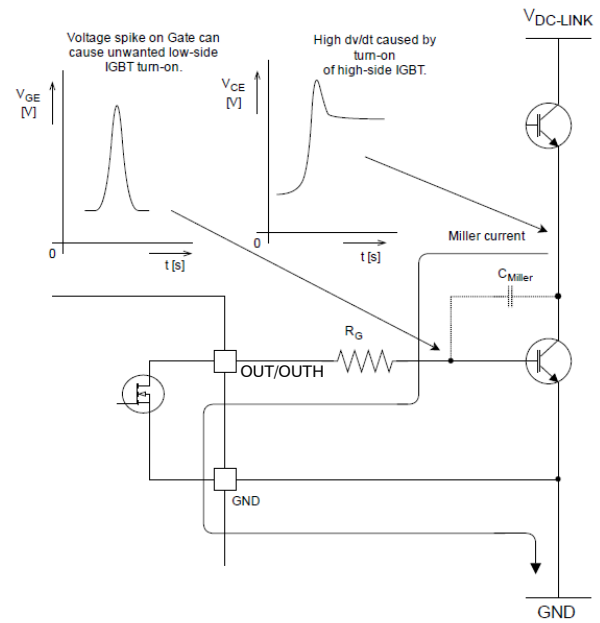 Voltage spike on Gate can
cause unwanted low-side
IGBT turn-on.
High dv/dt caused by
turn-on
of high-side IGBT.
VDC-LINK
VGE
[V]
VCE
[V]
0
t [s]
0
t [s]
Miller current
CMiller
RG
OUT/OUTH
GND
GND